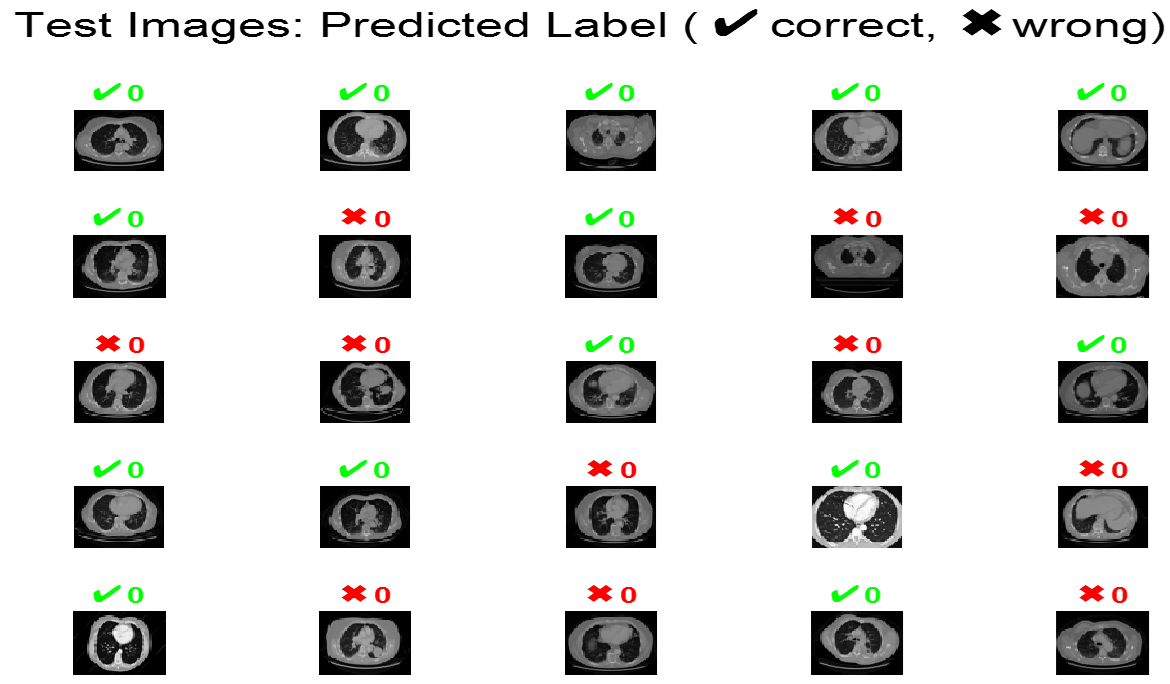 Test Images: Predicted Label ( ✔ correct, ✖ wrong)
✔ 0 ✔ 0 ✔ 0 ✔ 0 ✔ 0
✔ 0 ✖ 0 ✔ 0 ✖ 0 ✖ 0
✖ 0 ✖ 0 ✔ 0 ✖ 0 ✔ 0
✔ 0 ✔ 0 ✖ 0 ✔ 0 ✖ 0
✔ 0 ✖ 0 ✖ 0 ✔ 0 ✖ 0